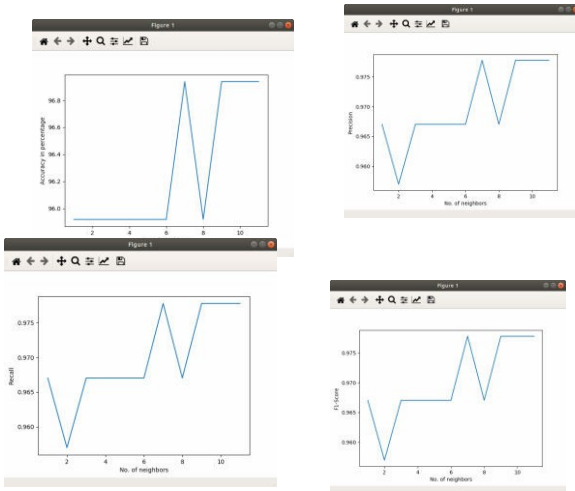 Figure 1
Accuracy in percentage
96.8
96.6
96.4
96.2
96.0
2 4 6 8 10
Figure 1
Precision
0.975
0.970
0.965
0.960
2 4 6 8 10
No. of neighbors
Figure 1
Recall
0.975
0.970
0.965
0.960
2 4 6 8 10
No. of neighbors
Figure 1
F1-Score
0.975
0.970
0.965
0.960
2 4 6 8 10
No. of neighbors